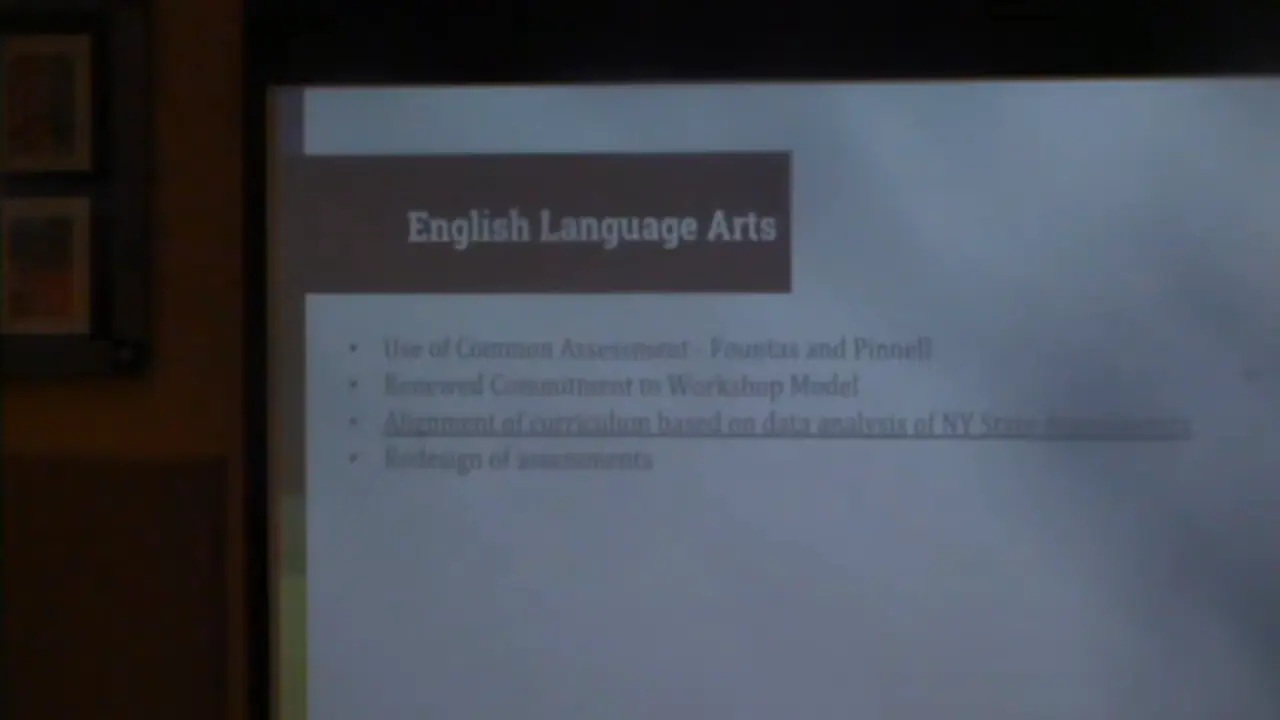 English Language Arts
• Use of Common Assessment - Fountas and Pinnell
• Renewed Commitment to Workshop Model
• Alignment of curriculum based on data analysis of NY State
• Redesign of assessments